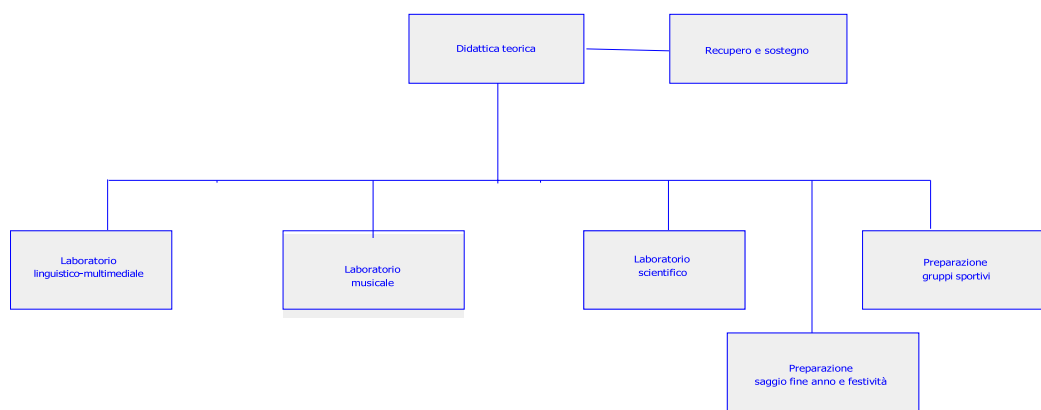 Didattica teorica
Recupero e sostegno
Laboratorio
linguistico-multimediale
Laboratorio
musicale
Laboratorio
scientifico
Preparazione
gruppi sportivi
Preparazione
saggio fine anno e festività